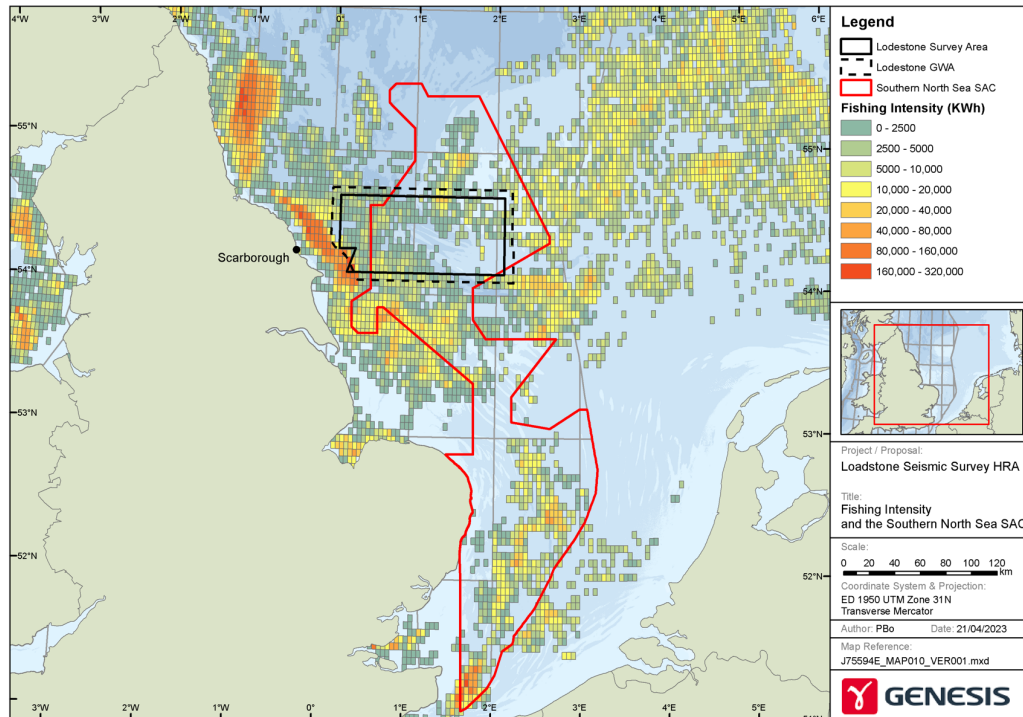 4°W
3°W
2°W
1°W
0°
1°E
2°E
3°E
4°E
5°E
6°E
55°N
55°N
54°N
54°N
Scarborough
53°N
53°N
52°N
52°N
3°W
2°W
1°W
0°
1°E
2°E
3°E
4°E
5°E
51°N
Legend
Lodestone Survey Area
Lodestone GWA
Southern North Sea SAC
Fishing Intensity (KWh)
0 - 2500
2500 - 5000
5000 - 10,000
10,000 - 20,000
20,000 - 40,000
40,000 - 80,000
80,000 - 160,000
160,000 - 320,000
Project / Proposal:
Loadstone Seismic Survey HRA
Title:
Fishing Intensity
and the Southern North Sea SAC
Scale:
0 20 40 60 80 100 120
km
Coordinate System & Projection:
ED 1950 UTM Zone 31N
Transverse Mercator
Author: PBo Date: 21/04/2023
Map Reference:
J75594E_MAP010_VER001.mxd
GENESIS